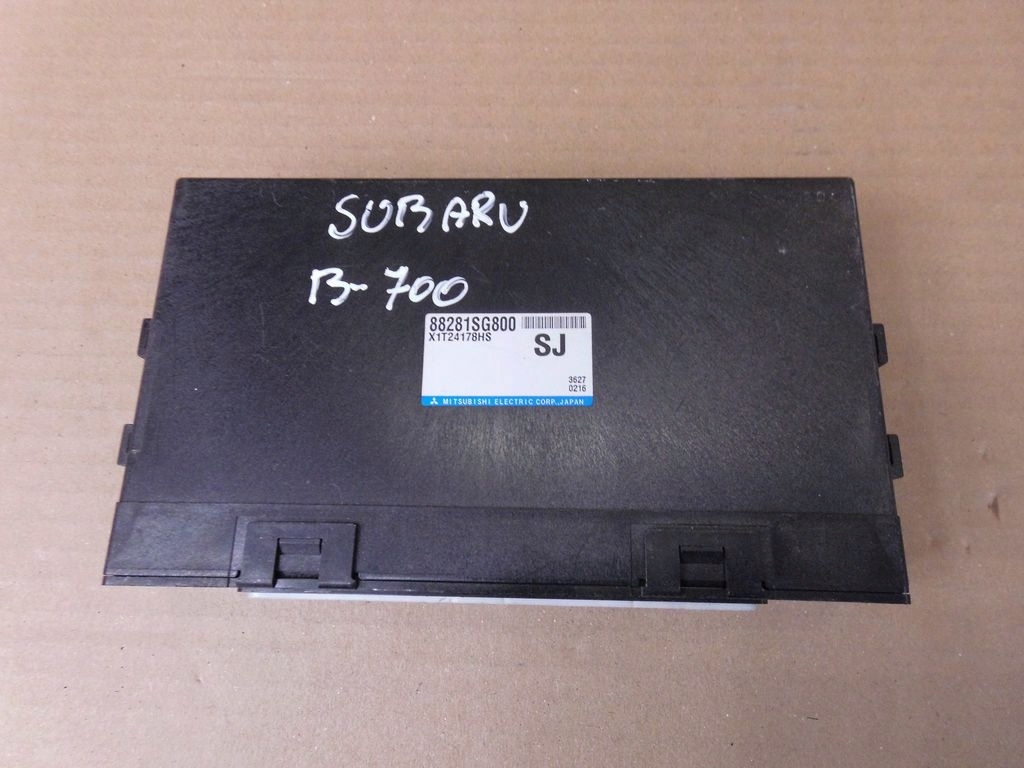 SUBARU
B-700
88281SG800
X1T24178HS
SJ
3627
0216
MITSUBISHI ELECTRIC CORP.,JAPAN